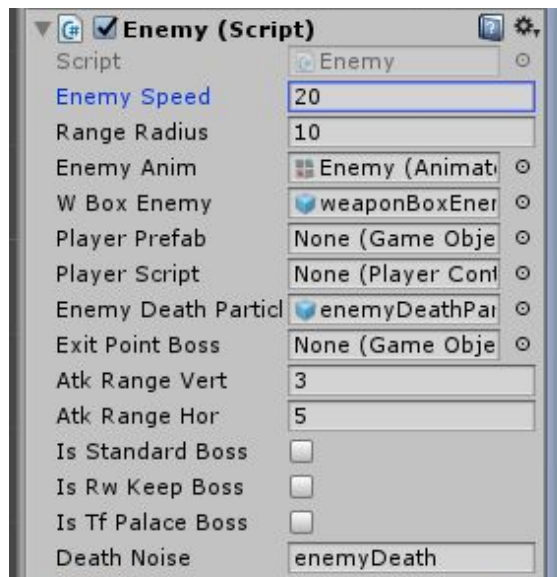 Enemy (Script)
Script Enemy
Enemy Speed 20
Range Radius 10
Enemy Anim Enemy (Animat
W Box Enemy weaponBoxEner
Player Prefab None (Game Obje
Player Script None (Player Cont
Enemy Death Particl enemyDeathPar
Exit Point Boss None (Game Obje
Atk Range Vert 3
Atk Range Hor 5
Is Standard Boss
Is Rw Keep Boss
Is Tf Palace Boss
Death Noise enemyDeath